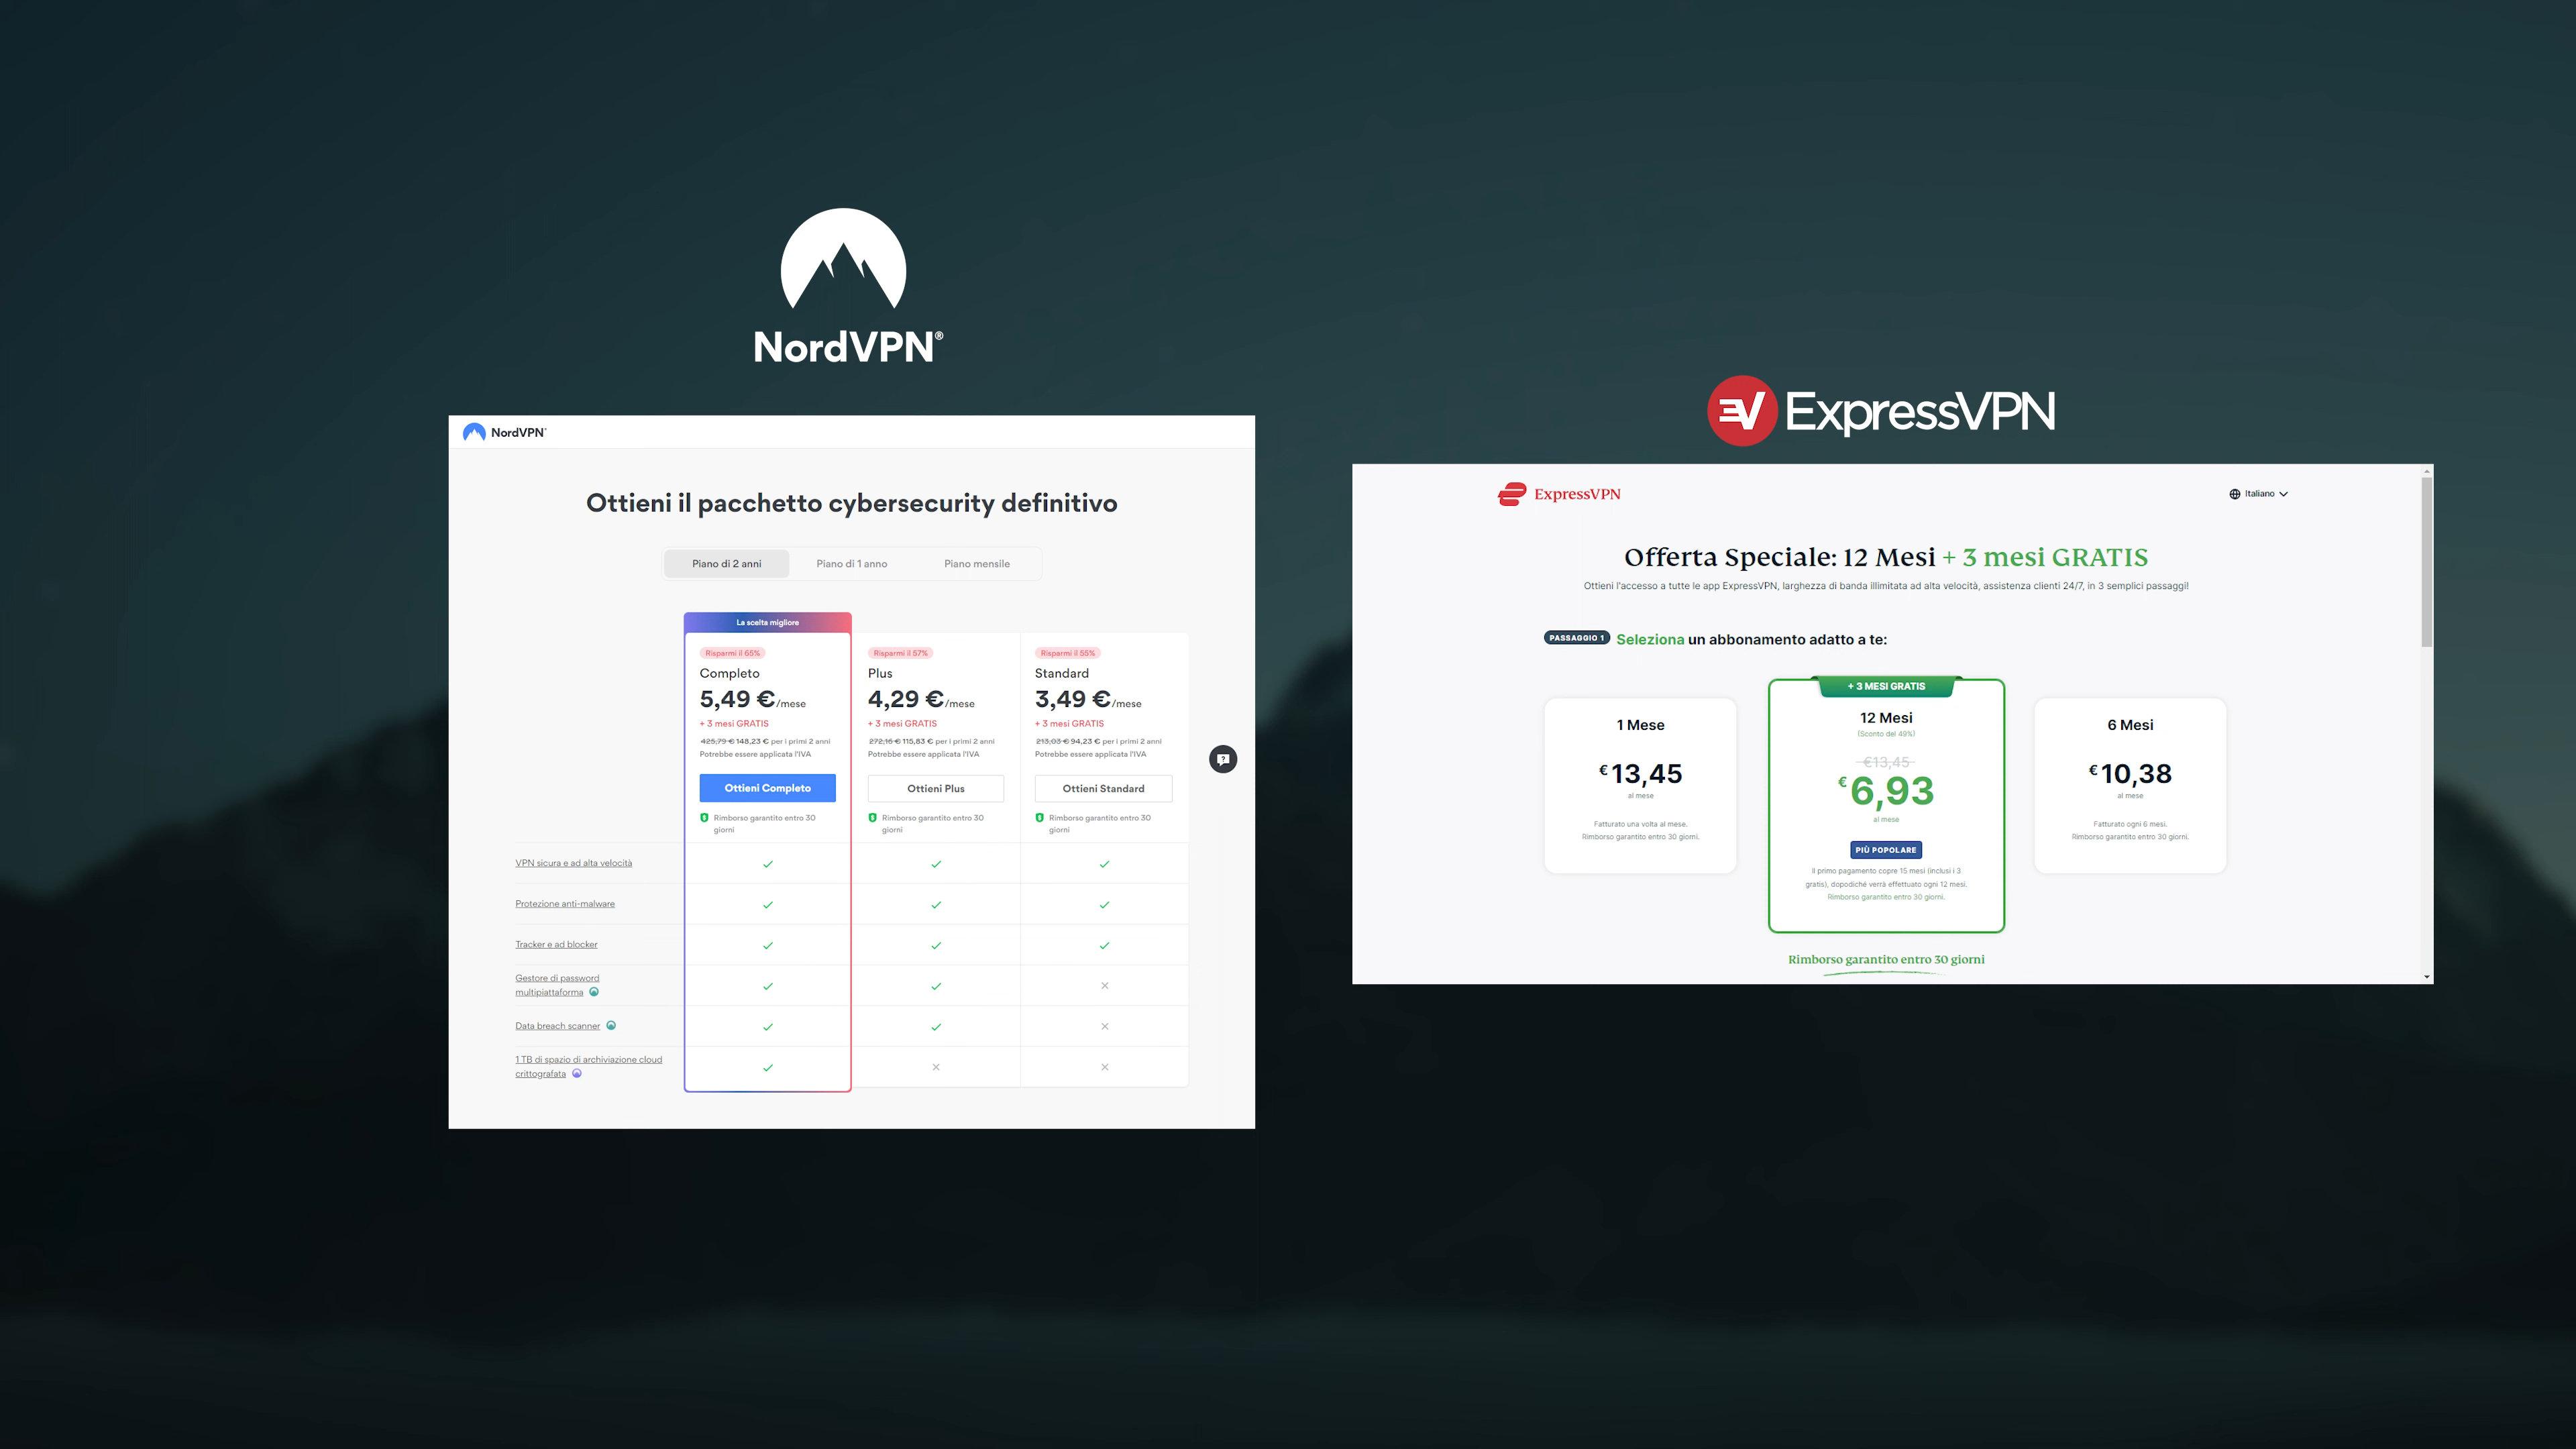 NordVPN®
NordVPN®
Ottieni il pacchetto cybersecurity definitivo
Piano di 2 anni
Piano di 1 anno
Piano mensile
La scelta migliore
Risparmi il 65%
Completo
5,49 €/mese
+ 3 mesi GRATIS
425,79 € 148,23 € per i primi 2 anni
Potrebbe essere applicata l'IVA
Ottieni Completo
Rimborso garantito entro 30
giorni
Risparmi il 57%
Plus
4,29 €/mese
+ 3 mesi GRATIS
272,16 € 115,83 € per i primi 2 anni
Potrebbe essere applicata l'IVA
Ottieni Plus
Rimborso garantito entro 30
giorni
Risparmi il 55%
Standard
3,49 €/mese
+ 3 mesi GRATIS
213,03 € 94,23 € per i primi 2 anni
Potrebbe essere applicata l'IVA
Ottieni Standard
Rimborso garantito entro 30
giorni
VPN sicura e ad alta velocità
Protezione anti-malware
Tracker e ad blocker
Gestore di password
multipiattaforma
Data breach scanner
1 TB di spazio di archiviazione cloud
crittografata
ExpressVPN
ExpressVPN
Italiano
Offerta Speciale: 12 Mesi + 3 mesi GRATIS
Ottieni l'accesso a tutte le app ExpressVPN, larghezza di banda illimitata ad alta velocità, assistenza clienti 24/7, in 3 semplici passaggi!
PASSAGGIO 1 Seleziona un abbonamento adatto a te:
1 Mese
€13,45
al mese
Fatturato una volta al mese.
Rimborso garantito entro 30 giorni.
+ 3 MESI GRATIS
12 Mesi
(Sconto del 49%)
€13,45
€6,93
al mese
PIÙ POPOLARE
Il primo pagamento copre 15 mesi (inclusi i 3
gratis), dopodiché verrà effettuato ogni 12 mesi.
Rimborso garantito entro 30 giorni.
6 Mesi
€10,38
al mese
Fatturato ogni 6 mesi.
Rimborso garantito entro 30 giorni.
Rimborso garantito entro 30 giorni